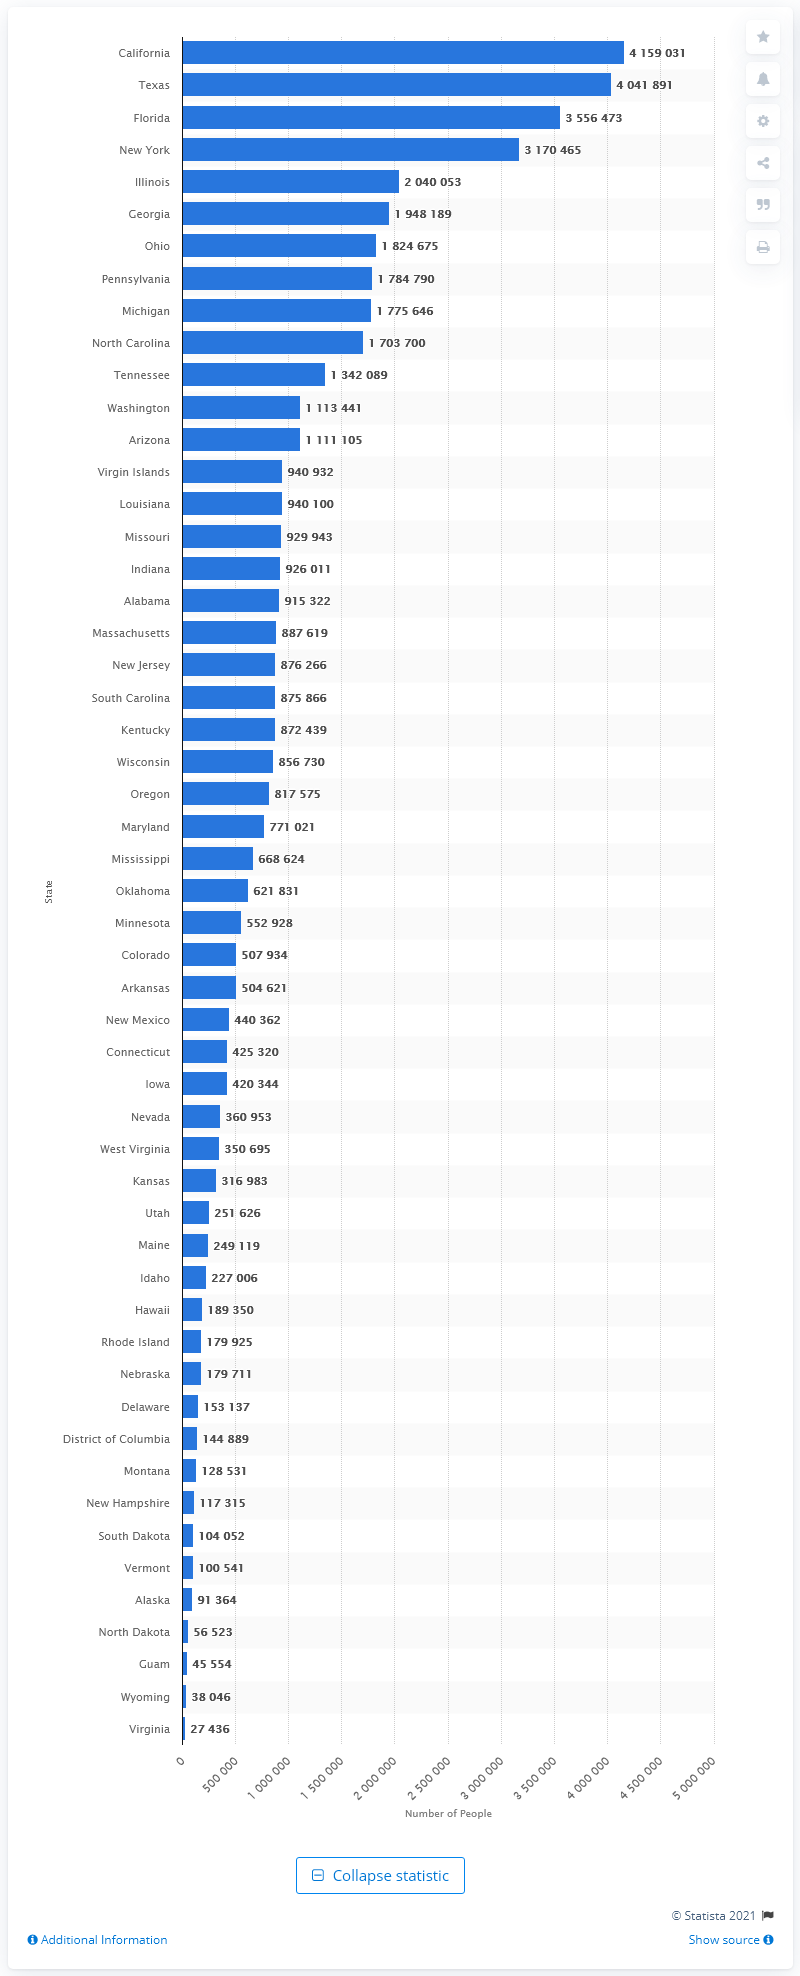 California 4 159 031
Texas 4 041 891
Florida 3 556 473
New York 3 170 465
Illinois 2 040 053
Georgia 1 948 189
Ohio 1 824 675
Pennsylvania 1 784 790
Michigan 1 775 646
North Carolina 1 703 700
Tennessee 1 342 089
Washington 1 113 441
Arizona 1 111 105
Virgin Islands 940 932
Louisiana 940 100
Missouri 929 943
Indiana 926 011
Alabama 915 322
Massachusetts 887 619
New Jersey 876 266
South Carolina 875 866
Kentucky 872 439
Wisconsin 856 730
Oregon 817 575
Maryland 771 021
Mississippi 668 624
State
Oklahoma 621 831
Minnesota 552 928
Colorado 507 934
Arkansas 504 621
New Mexico 440 362
Connecticut 425 320
Iowa 420 344
Nevada 360 953
West Virginia 350 695
Kansas 316 983
Utah 251 626
Maine 249 119
Idaho 227 006
Hawaii 189 350
Rhode Island 179 925
Nebraska 179 711
Delaware 153 137
District of Columbia 144 889
Montana 128 531
New Hampshire 117 315
South Dakota 104 052
Vermont 100 541
Alaska 91 364
North Dakota 56 523
Guam 45 554
Wyoming 38 046
Virginia 27 436
0 500 000 1 000 000 1 500 000 2 000 000 2 500 000 3 000 000 3 500 000 4 000 000 4 500 000 5 000 000
Number of People
Collapse statistic
© Statista 2021
Additional Information Show source